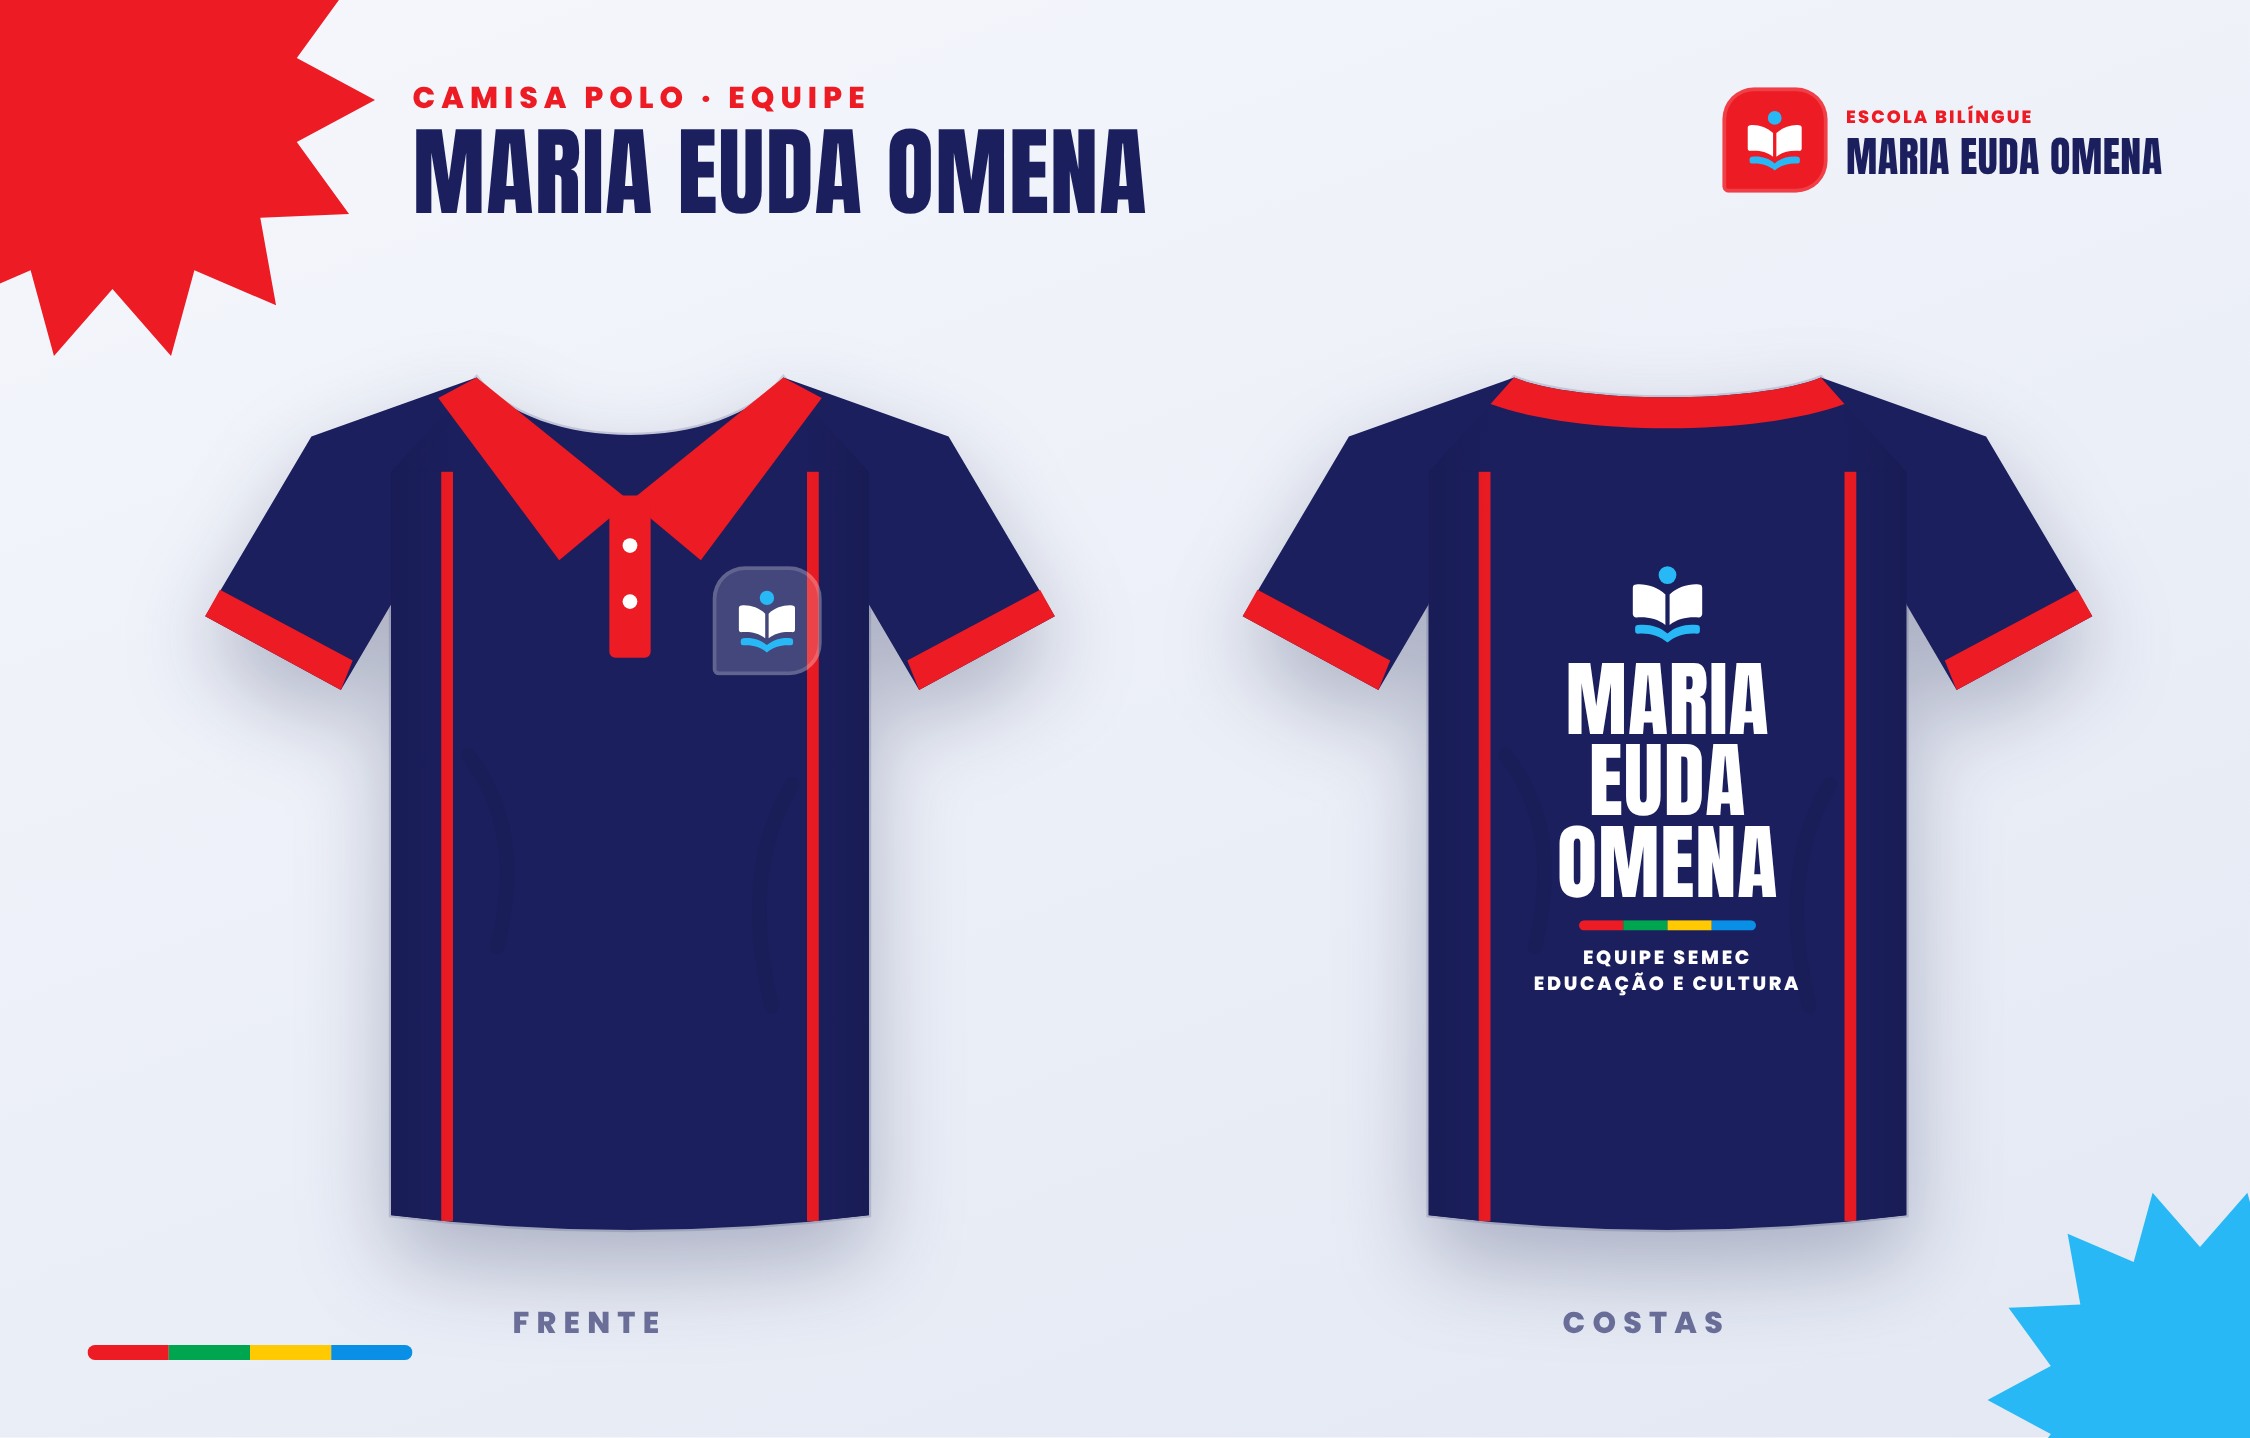 CAMISA POLO · EQUIPE
MARIA EUDA OMENA
ESCOLA BILÍNGUE
MARIA EUDA OMENA
MARIA
EUDA
OMENA
EQUIPE SEMEC
EDUCAÇÃO E CULTURA
FRENTE
COSTAS